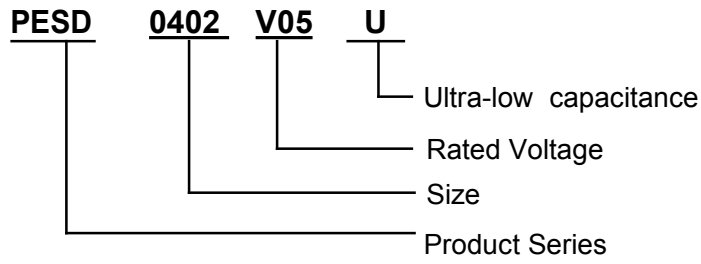 PESD 0402 V05 U
Ultra-low capacitance
Rated Voltage
Size
Product Series